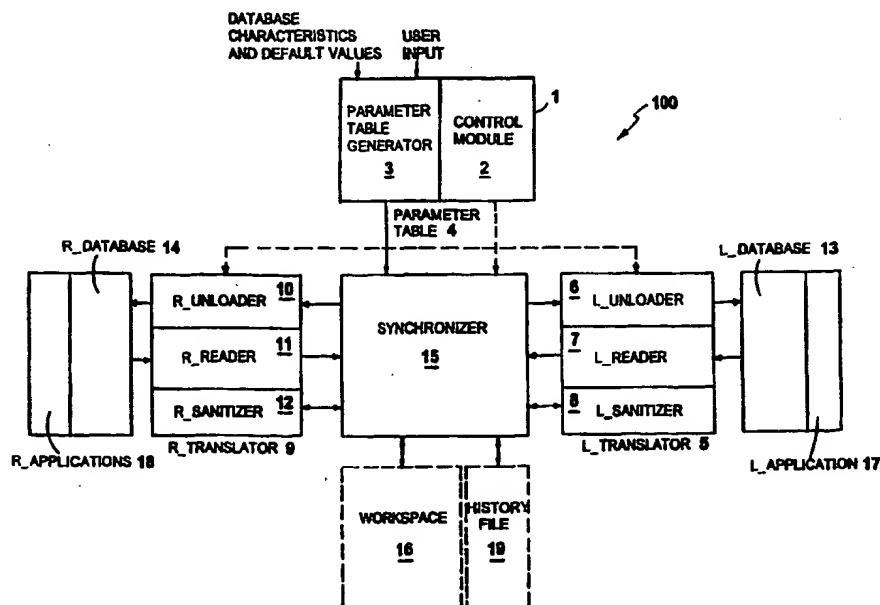 DATABASE
CHARACTERISTICS
AND DEFAULT VALUES
USER
INPUT
1
100
PARAMETER
TABLE
GENERATOR
3
CONTROL
MODULE
2
PARAMETER
TABLE 4
R_DATABASE 14
L_DATABASE 13
R_UNLOADER 10
R_READER 11
R_SANITIZER 12
SYNCHRONIZER
15
6 L_UNLOADER
7 L_READER
8 L_SANITIZER
R_APPLICATIONS 18
R_TRANSLATOR 9
L_TRANSLATOR 5
L_APPLICATION 17
WORKSPACE
16
HISTORY
FILE
19